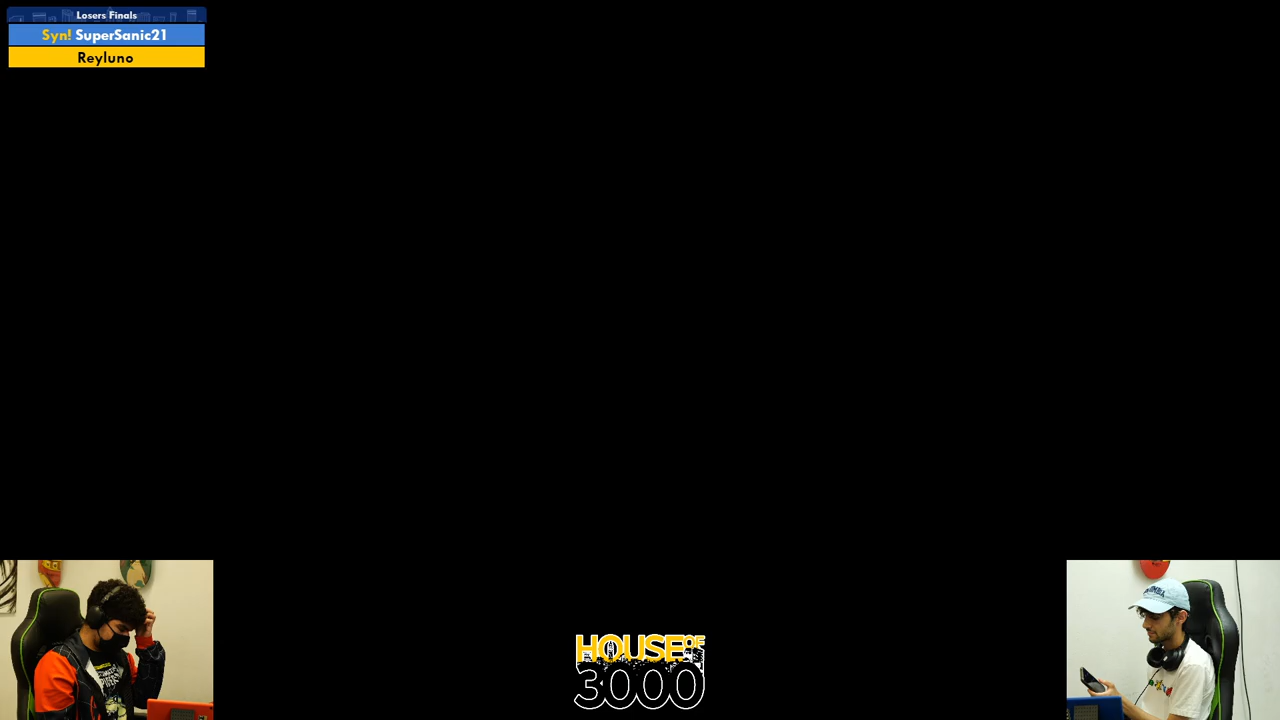 Losers Finals
Syn! SuperSanic21
Reyluno
HOUSE OF
3000